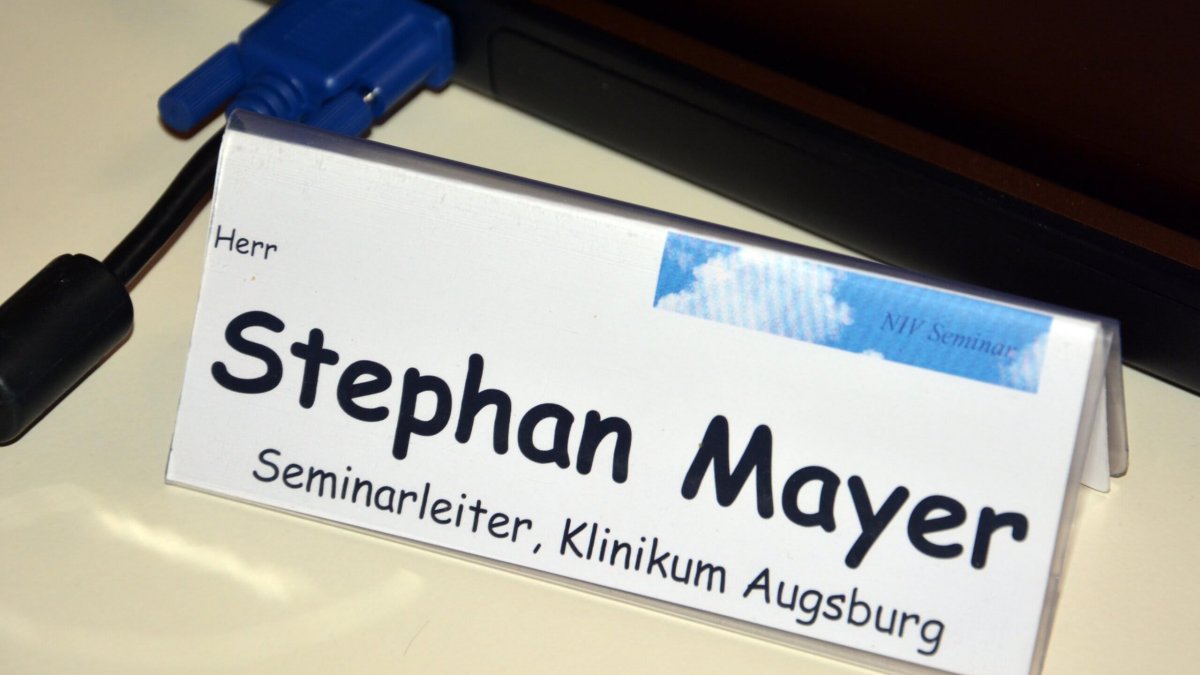 Herr
NIV Seminar
Stephan Mayer
Seminarleiter, Klinikum Augsburg